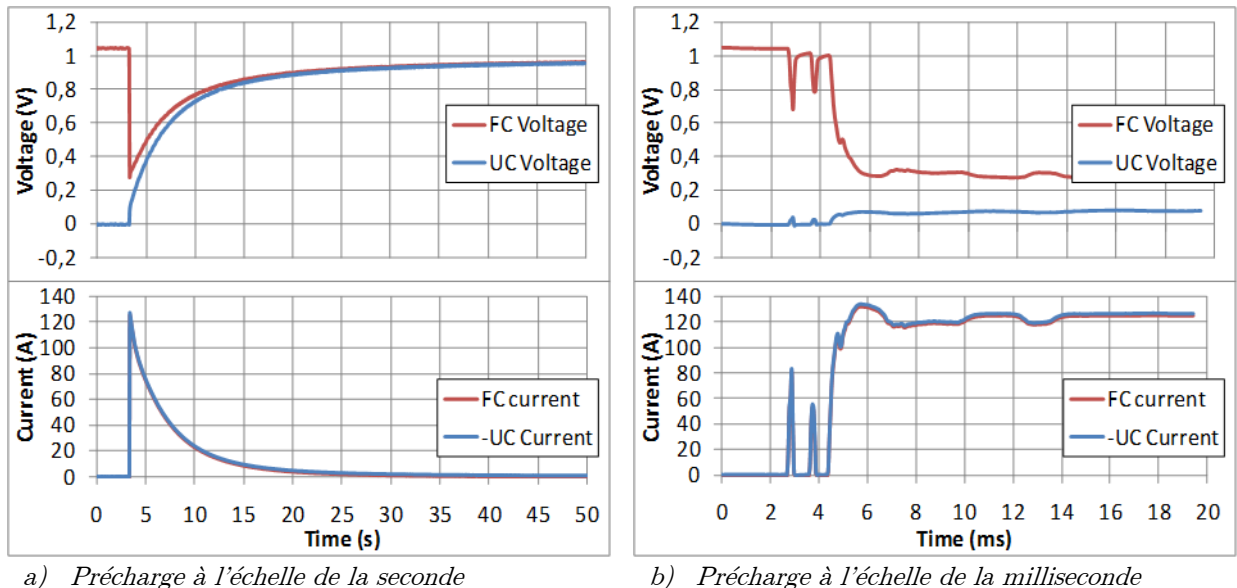 1,2
1
0,8
0,6
0,4
0,2
0
-0,2
Voltage (V)
FC Voltage
UC Voltage
140
120
100
80
60
40
20
0
Current (A)
FC current
-UC Current
0 5 10 15 20 25 30 35 40 45 50
Time (s)
a) Précharge à l'échelle de la seconde
1,2
1
0,8
0,6
0,4
0,2
0
-0,2
Voltage (V)
FC Voltage
UC Voltage
140
120
100
80
60
40
20
0
Current (A)
FC current
-UC Current
0 2 4 6 8 10 12 14 16 18 20
Time (ms)
b) Précharge à l'échelle de la milliseconde